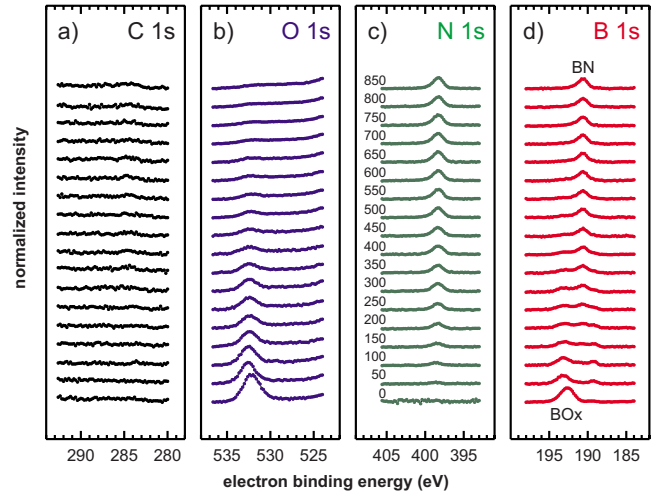 a) C 1s
b) O 1s
c) N 1s
d) B 1s
normalized intensity
BN
850
800
750
700
650
600
550
500
450
400
350
300
250
200
150
100
50
0
BOx
290 285 280
535 530 525
405 400 395
195 190 185
electron binding energy (eV)